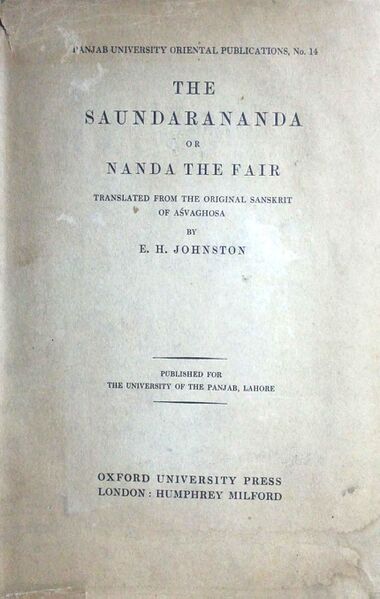 PANJAB UNIVERSITY ORIENTAL PUBLICATIONS, No. 14
THE
SAUNDARANANDA
OR
NANDA THE FAIR
TRANSLATED FROM THE ORIGINAL SANSKRIT
OF AŚVAGHOSA
BY
E. H. JOHNSTON
PUBLISHED FOR
THE UNIVERSITY OF THE PANJAB, LAHORE
OXFORD UNIVERSITY PRESS
LONDON: HUMPHREY MILFORD